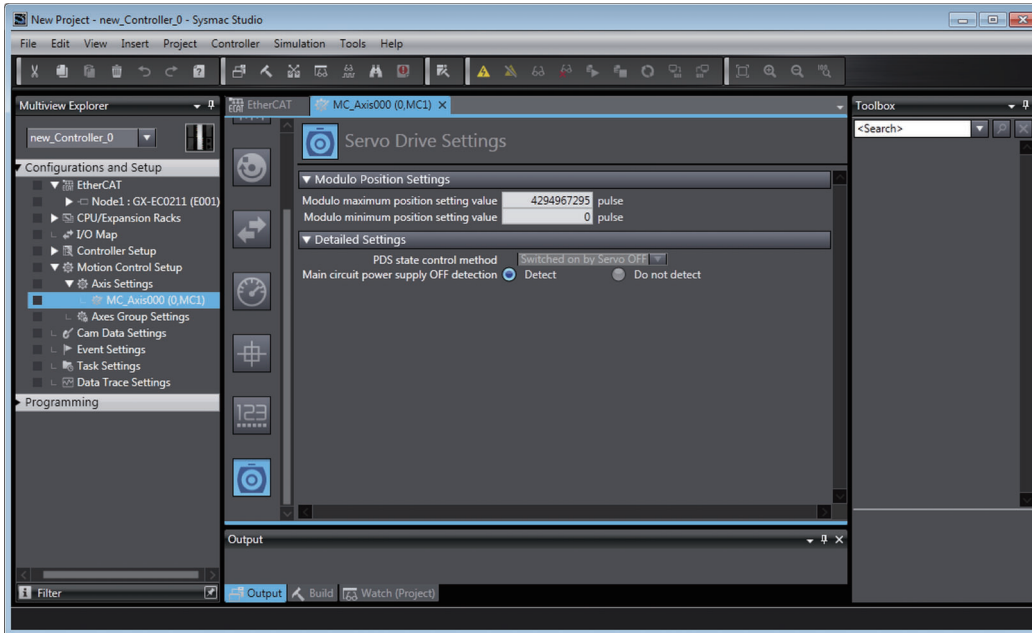 New Project - new_Controller_0 - Sysmac Studio
File Edit View Insert Project Controller Simulation Tools Help
Multiview Explorer
new_Controller_0
Configurations and Setup
EtherCAT
Node1 : GX-EC0211 (E001)
CPU/Expansion Racks
I/O Map
Controller Setup
Motion Control Setup
Axis Settings
MC_Axis000 (0,MC1)
Axes Group Settings
Cam Data Settings
Event Settings
Task Settings
Data Trace Settings
Programming
Filter
EtherCAT MC_Axis000 (0,MC1)
123
Servo Drive Settings
Modulo Position Settings
Modulo maximum position setting value 4294967295 pulse
Modulo minimum position setting value 0 pulse
Detailed Settings
PDS state control method Switched on by Servo OFF
Main circuit power supply OFF detection Detect Do not detect
Output
Output Build Watch (Project)
Toolbox
<Search>